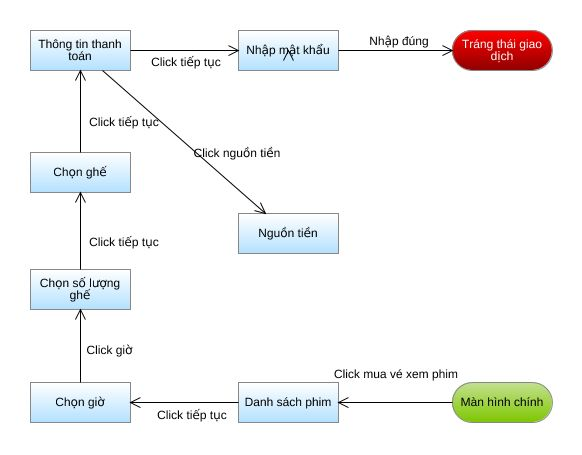 Thông tin thanh
toán
Click tiếp tục
Nhập mật khẩu
Nhập đúng
Tráng thái giao
dịch
Click tiếp tục
Click nguồn tiền
Chọn ghế
Nguồn tiền
Click tiếp tục
Chọn số lượng
ghế
Click giờ
Click mua vé xem phim
Chọn giờ
Click tiếp tục
Danh sách phim
Màn hình chính